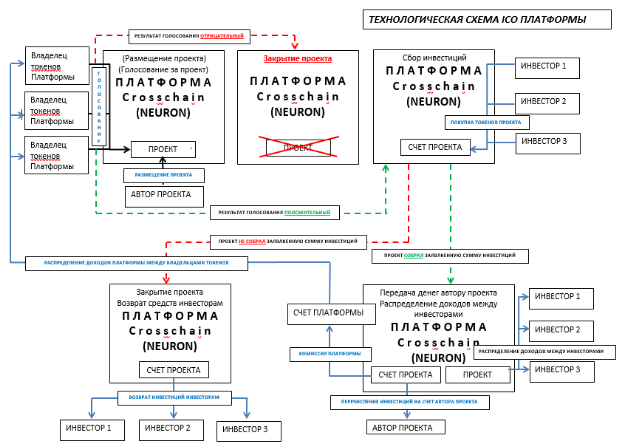 ТЕХНОЛОГИЧЕСКАЯ СХЕМА ICO ПЛАТФОРМЫ
РЕЗУЛЬТАТ ГОЛОСОВАНИЯ ОТРИЦАТЕЛЬНЫЙ
Владелец
токенов
Платформы
Владелец
токенов
Платформы
Владелец
токенов
Платформы
ГОЛОСОВАНИЕ
(Размещение проекта)
(Голосование за проект)
ПЛАТФОРМА
Crosschain
(NEURON)
ПРОЕКТ
РАЗМЕЩЕНИЕ ПРОЕКТА
АВТОР ПРОЕКТА
Закрытие проекта
ПЛАТФОРМА
Crosschain
(NEURON)
ПРОЕКТ
Сбор инвестиций
ПЛАТФОРМА
Crosschain
(NEURON)
СЧЕТ ПРОЕКТА
ИНВЕСТОР 1
ИНВЕСТОР 2
ПОКУПКА ТОКЕНОВ ПРОЕКТА
ИНВЕСТОР 3
РЕЗУЛЬТАТ ГОЛОСОВАНИЯ ПОЛОЖИТЕЛЬНЫЙ
ПРОЕКТ НЕ СОБРАЛ ЗАЯВЛЕННУЮ СУММУ ИНВЕСТИЦИЙ
ПРОЕКТ СОБРАЛ ЗАЯВЛЕННУЮ СУММУ ИНВЕСТИЦИЙ
РАСПРЕДЕЛЕНИЕ ДОХОДОВ ПЛАТФОРМЫ МЕЖДУ ВЛАДЕЛЬЦАМИ ТОКЕНОВ
Закрытие проекта
Возврат средств инвесторам
ПЛАТФОРМА
Crosschain
(NEURON)
СЧЕТ ПРОЕКТА
ВОЗВРАТ ИНВЕСТИЦИЙ ИНВЕСТОРАМ
ИНВЕСТОР 1
ИНВЕСТОР 2
ИНВЕСТОР 3
СЧЕТ ПЛАТФОРМЫ
КОМИССИЯ ПЛАТФОРМЫ
Передача денег автору проекта
Распределение доходов между
инвесторами
ПЛАТФОРМА
Crosschain
(NEURON)
СЧЕТ ПРОЕКТА
ПРОЕКТ
ИНВЕСТОР 1
ИНВЕСТОР 2
РАСПРЕДЕЛЕНИЕ ДОХОДОВ МЕЖДУ ИНВЕСТОРАМИ
ИНВЕСТОР 3
ПЕРЕЧИСЛЕНИЕ ИНВЕСТИЦИЙ НА СЧЕТ АВТОРА ПРОЕКТА
АВТОР ПРОЕКТА